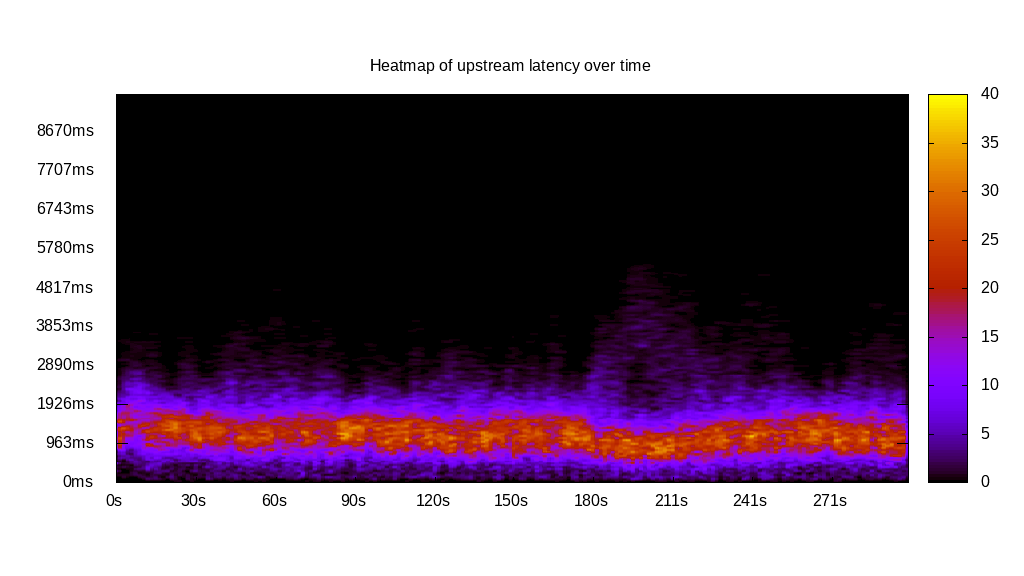 Heatmap of upstream latency over time
8670ms
7707ms
6743ms
5780ms
4817ms
3853ms
2890ms
1926ms
963ms
0ms
0s 30s 60s 90s 120s 150s 180s 211s 241s 271s
40
35
30
25
20
15
10
5
0